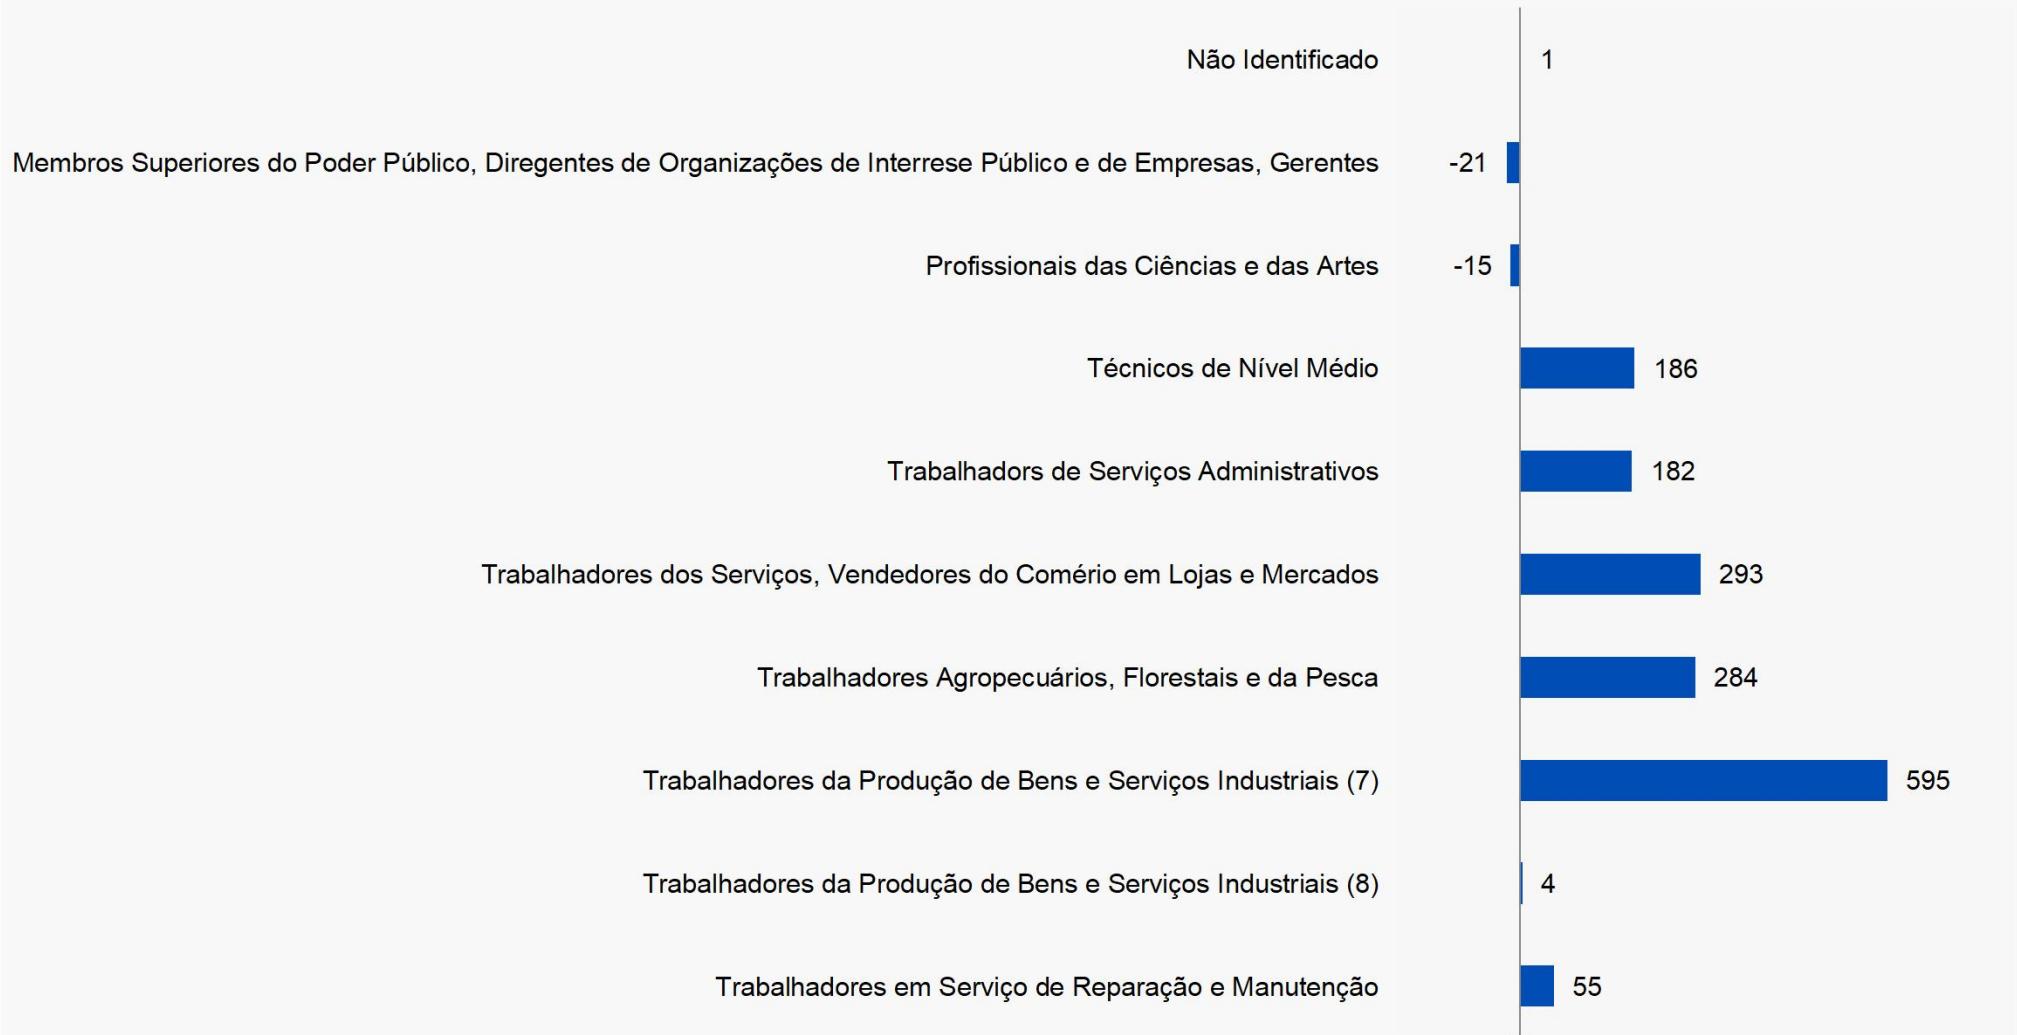 Não Identificado 1
Membros Superiores do Poder Público, Diregentes de Organizações de Interrese Público e de Empresas, Gerentes -21
Profissionais das Ciências e das Artes -15
Técnicos de Nível Médio 186
Trabalhadors de Serviços Administrativos 182
Trabalhadores dos Serviços, Vendedores do Comério em Lojas e Mercados 293
Trabalhadores Agropecuários, Florestais e da Pesca 284
Trabalhadores da Produção de Bens e Serviços Industriais (7) 595
Trabalhadores da Produção de Bens e Serviços Industriais (8) 4
Trabalhadores em Serviço de Reparação e Manutenção 55